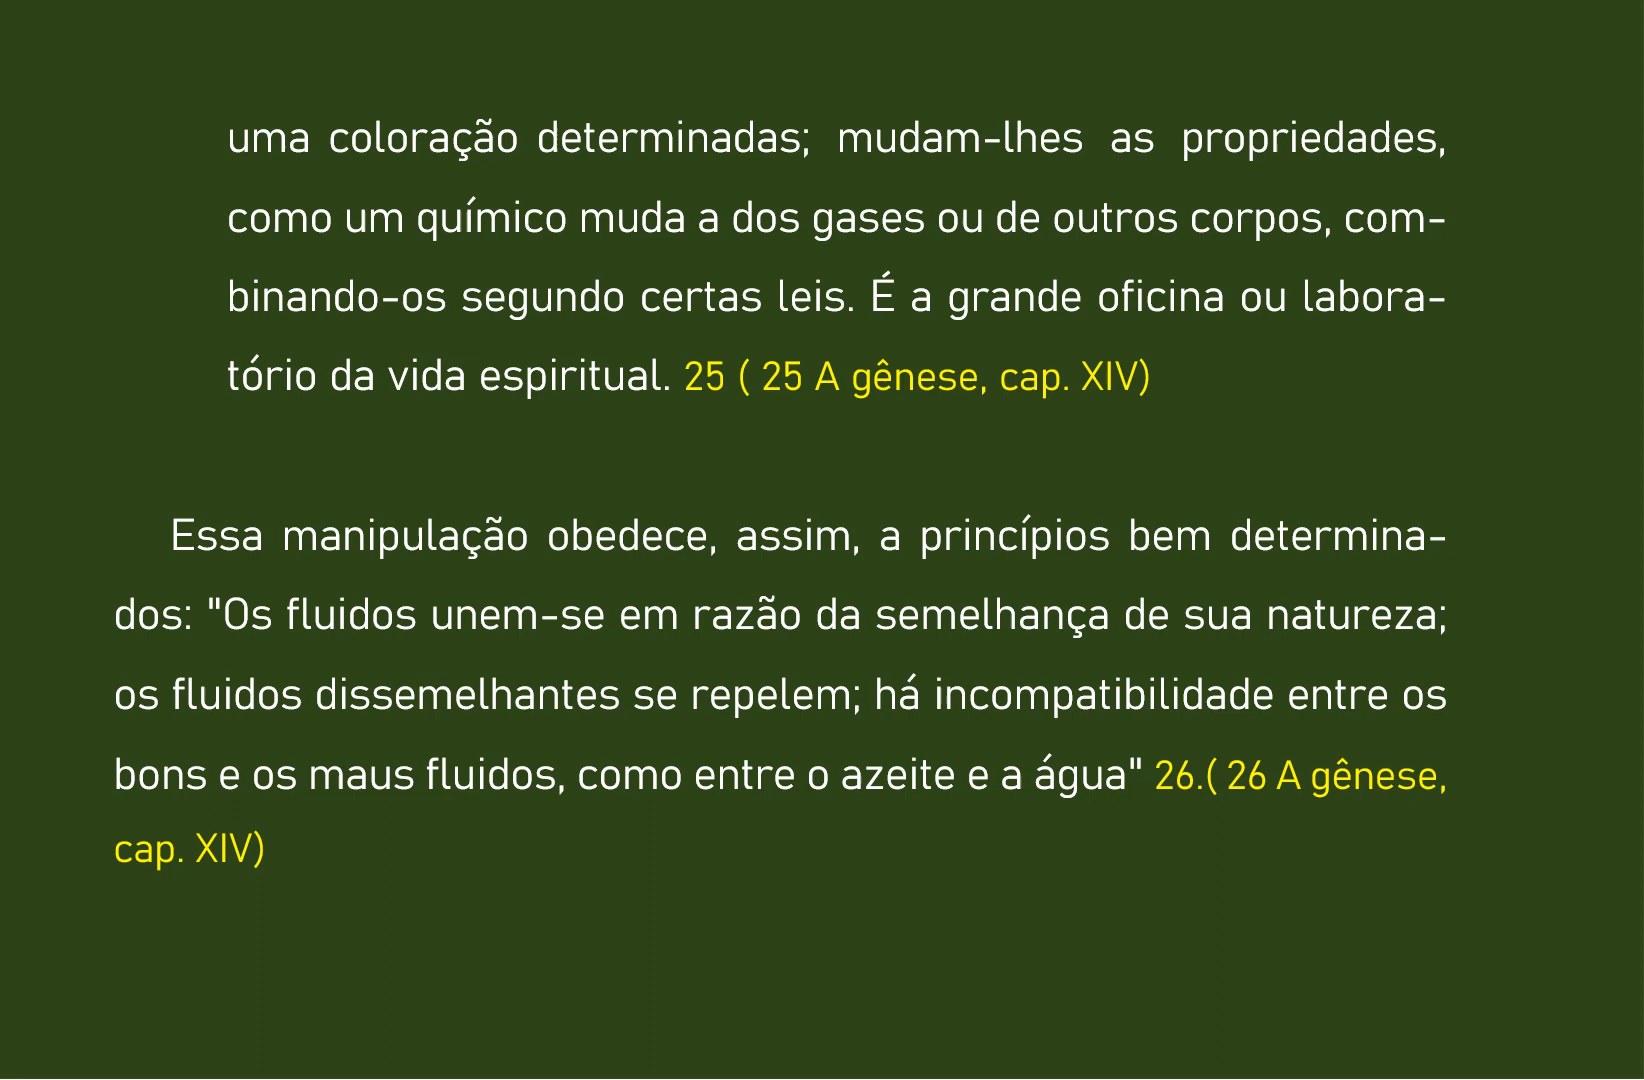 uma coloração determinadas; mudam-lhes as propriedades,
como um químico muda a dos gases ou de outros corpos, com-
binando-os segundo certas leis. É a grande oficina ou labora-
tório da vida espiritual. 25 ( 25 A gênese, cap. XIV)
Essa manipulação obedece, assim, a princípios bem determina-
dos: "Os fluidos unem-se em razão da semelhança de sua natureza;
os fluidos dissemelhantes se repelem; há incompatibilidade entre os
bons e os maus fluidos, como entre o azeite e a água" 26.( 26 A gênese,
cap. XIV)